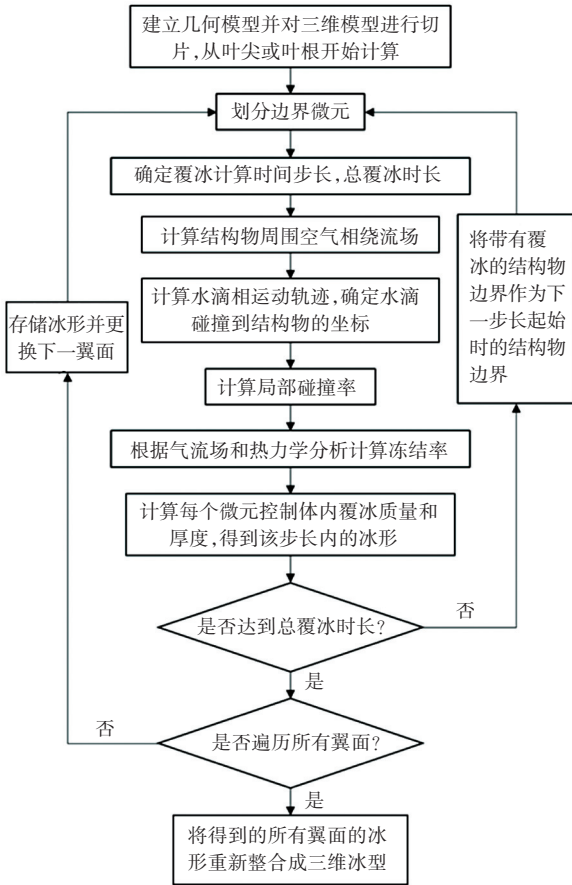 建立几何模型并对三维模型进行切
片,从叶尖或叶根开始计算
划分边界微元
确定覆冰计算时间步长,总覆冰时长
计算结构物周围空气相绕流场
计算水滴相运动轨迹,确定水滴
碰撞到结构物的坐标
计算局部碰撞率
根据气流场和热力学分析计算冻结率
计算每个微元控制体内覆冰质量和
厚度,得到该步长内的冰形
是否达到总覆冰时长?
否
将带有覆
冰的结构物
边界作为下
一步长起始
时的结构物
边界
是
是否遍历所有翼面?
否
存储冰形并更
换下一翼面
是
将得到的所有翼面的冰
形重新整合成三维冰型